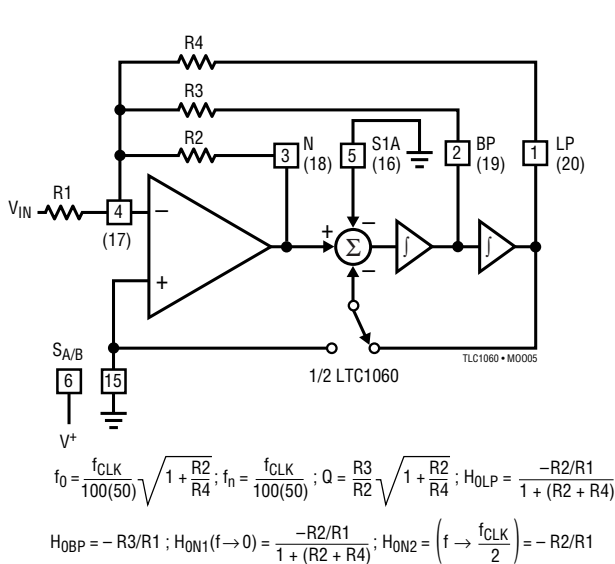 R4
R3
R2
3 N
(18)
5 S1A
(16)
2 BP
(19)
1 LP
(20)
VIN R1
4
(17)
−
+
+
−
Σ
−
∫
∫
SA/B
6
15
V+
1/2 LTC1060
TLC1060 • MOO05
f0 = fCLK/100(50) √(1 + R2/R4) ; fn = fCLK/100(50) ; Q = R3/R2 √(1 + R2/R4) ; H0LP = −R2/R1 / 1 + (R2 + R4)
H0BP = − R3/R1 ; H0N1(f→0) = −R2/R1 / 1 + (R2 + R4) ; H0N2 = (f → fCLK/2) = − R2/R1